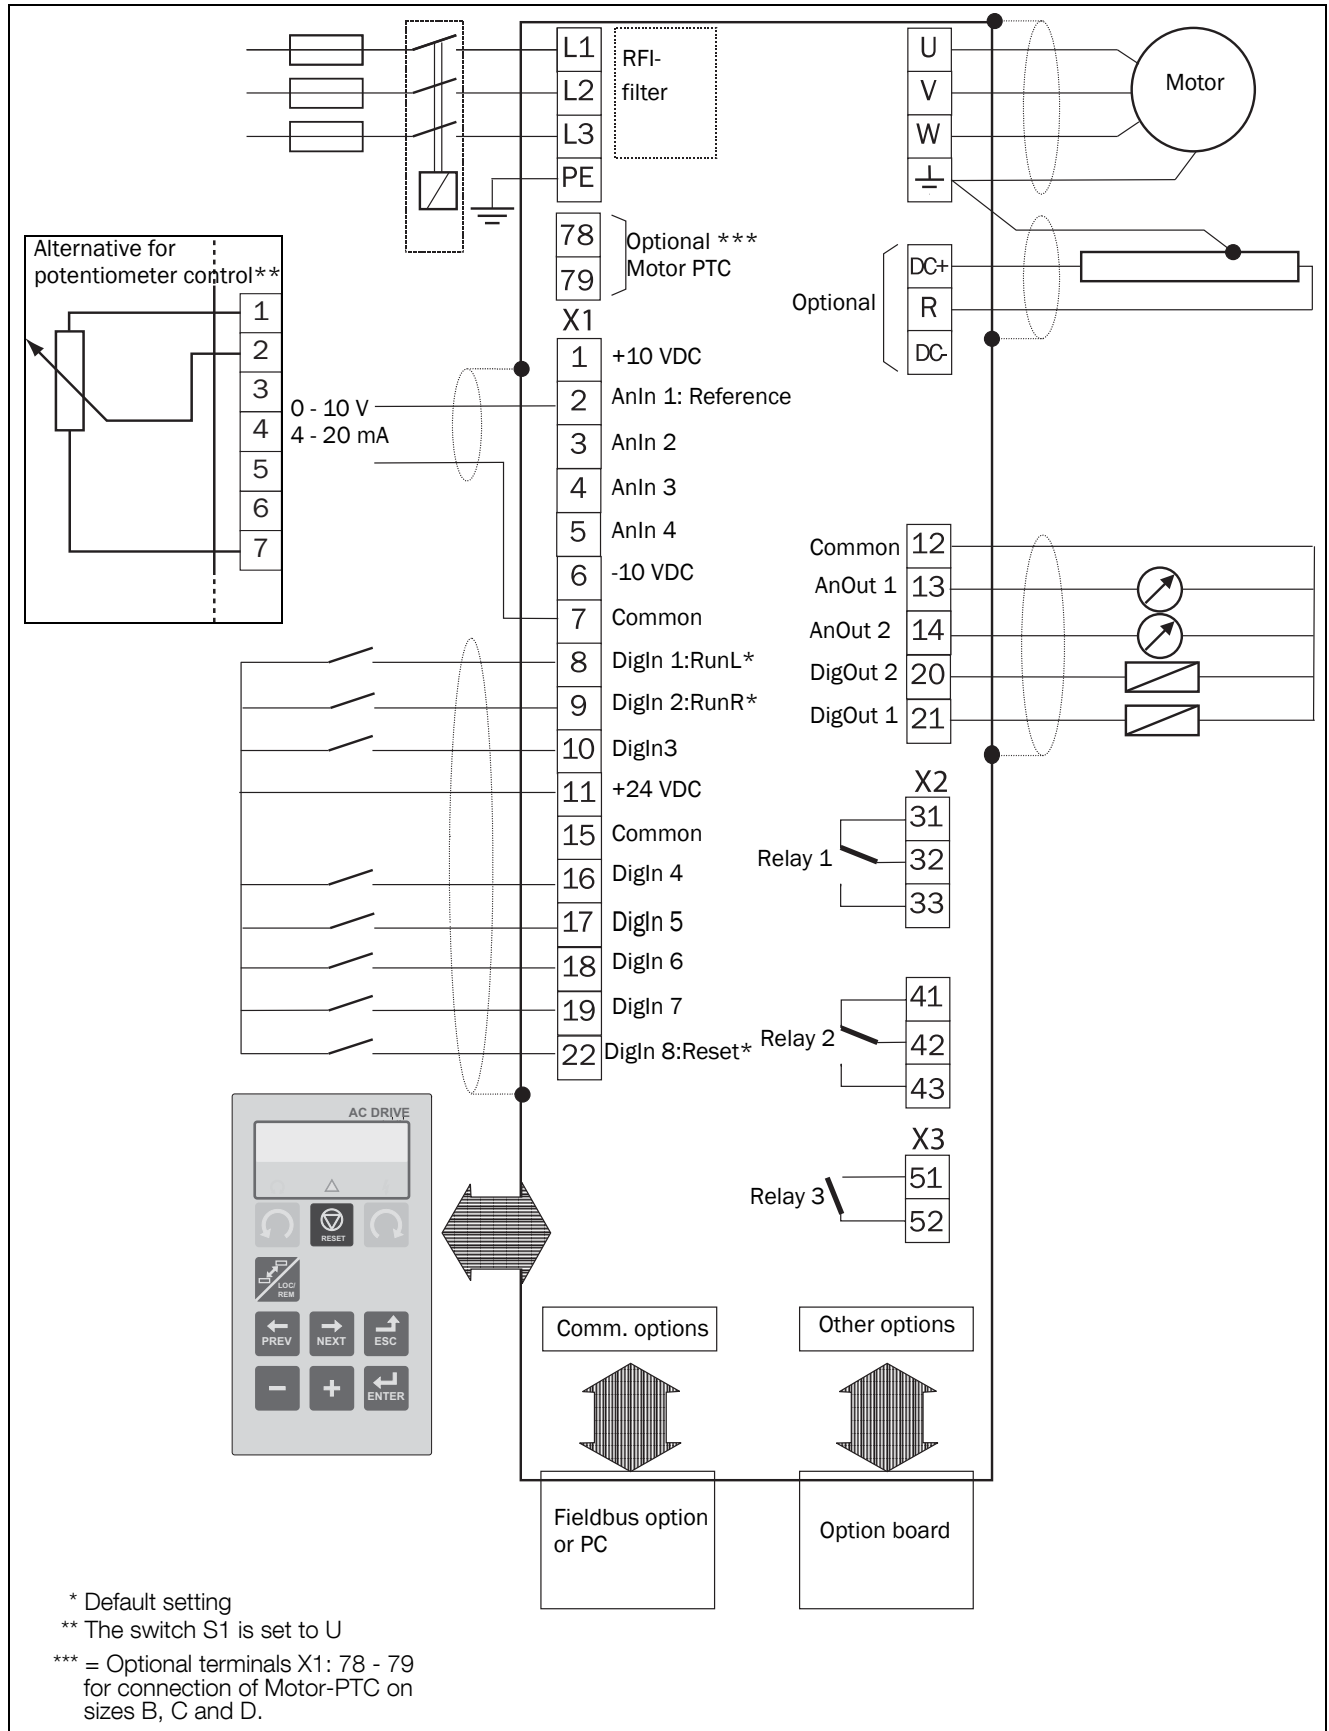 L1
L2
L3
PE
RFI-
filter
U
V
W
Motor
78
79
Optional ***
Motor PTC
Alternative for
potentiometer control**
1
2
3
4
5
6
7
0 - 10 V
4 - 20 mA
Optional
DC+
R
DC-
X1
1 +10 VDC
2 AnIn 1: Reference
3 AnIn 2
4 AnIn 3
5 AnIn 4
6 -10 VDC
7 Common
8 DigIn 1:RunL*
9 DigIn 2:RunR*
10 DigIn3
11 +24 VDC
15 Common
16 DigIn 4
17 DigIn 5
18 DigIn 6
19 DigIn 7
22 DigIn 8:Reset*
Common 12
AnOut 1 13
AnOut 2 14
DigOut 2 20
DigOut 1 21
X2
31
Relay 1 32
33
41
Relay 2 42
43
X3
51
Relay 3
52
AC DRIVE
RESET
LOC/
REM
PREV
NEXT
ESC
-
+
ENTER
Comm. options
Other options
Fieldbus option
or PC
Option board
* Default setting
** The switch S1 is set to U
*** = Optional terminals X1: 78 - 79
for connection of Motor-PTC on
sizes B, C and D.